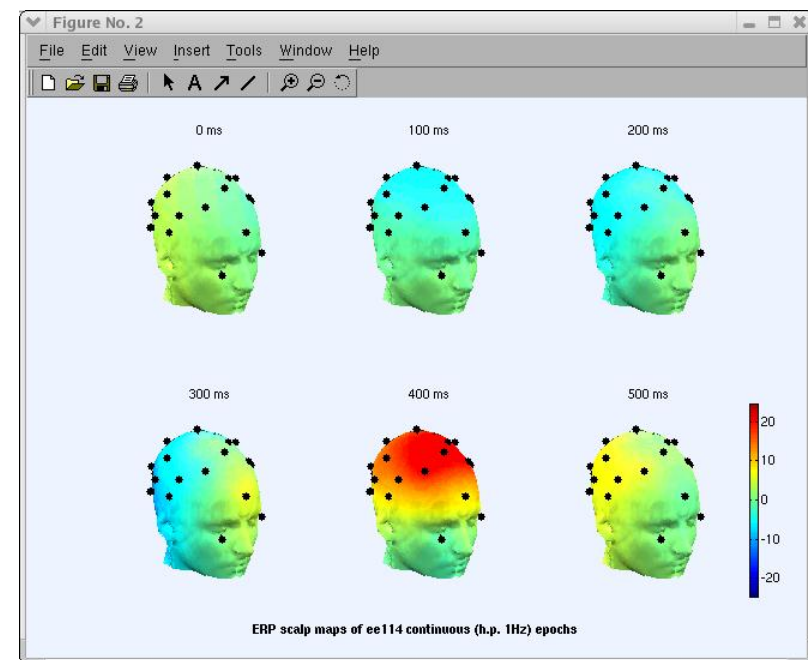 Figure No. 2
File Edit View Insert Tools Window Help
A
0 ms 100 ms 200 ms
300 ms 400 ms 500 ms
20
10
0
-10
-20
ERP scalp maps of ee114 continuous (h.p. 1Hz) epochs